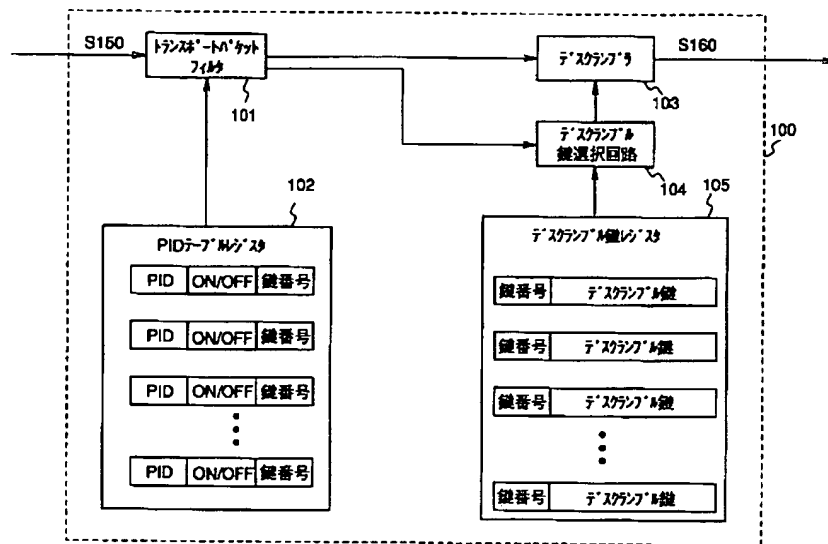 S150
トランスポートパケット
フィルタ
101
デスクランブラ
103
S160
デスクランブル
鍵選択回路
104
100
102
PIDテーブルレジスタ
PID ON/OFF 鍵番号
PID ON/OFF 鍵番号
PID ON/OFF 鍵番号
PID ON/OFF 鍵番号
105
デスクランブル鍵レジスタ
鍵番号 デスクランブル鍵
鍵番号 デスクランブル鍵
鍵番号 デスクランブル鍵
鍵番号 デスクランブル鍵